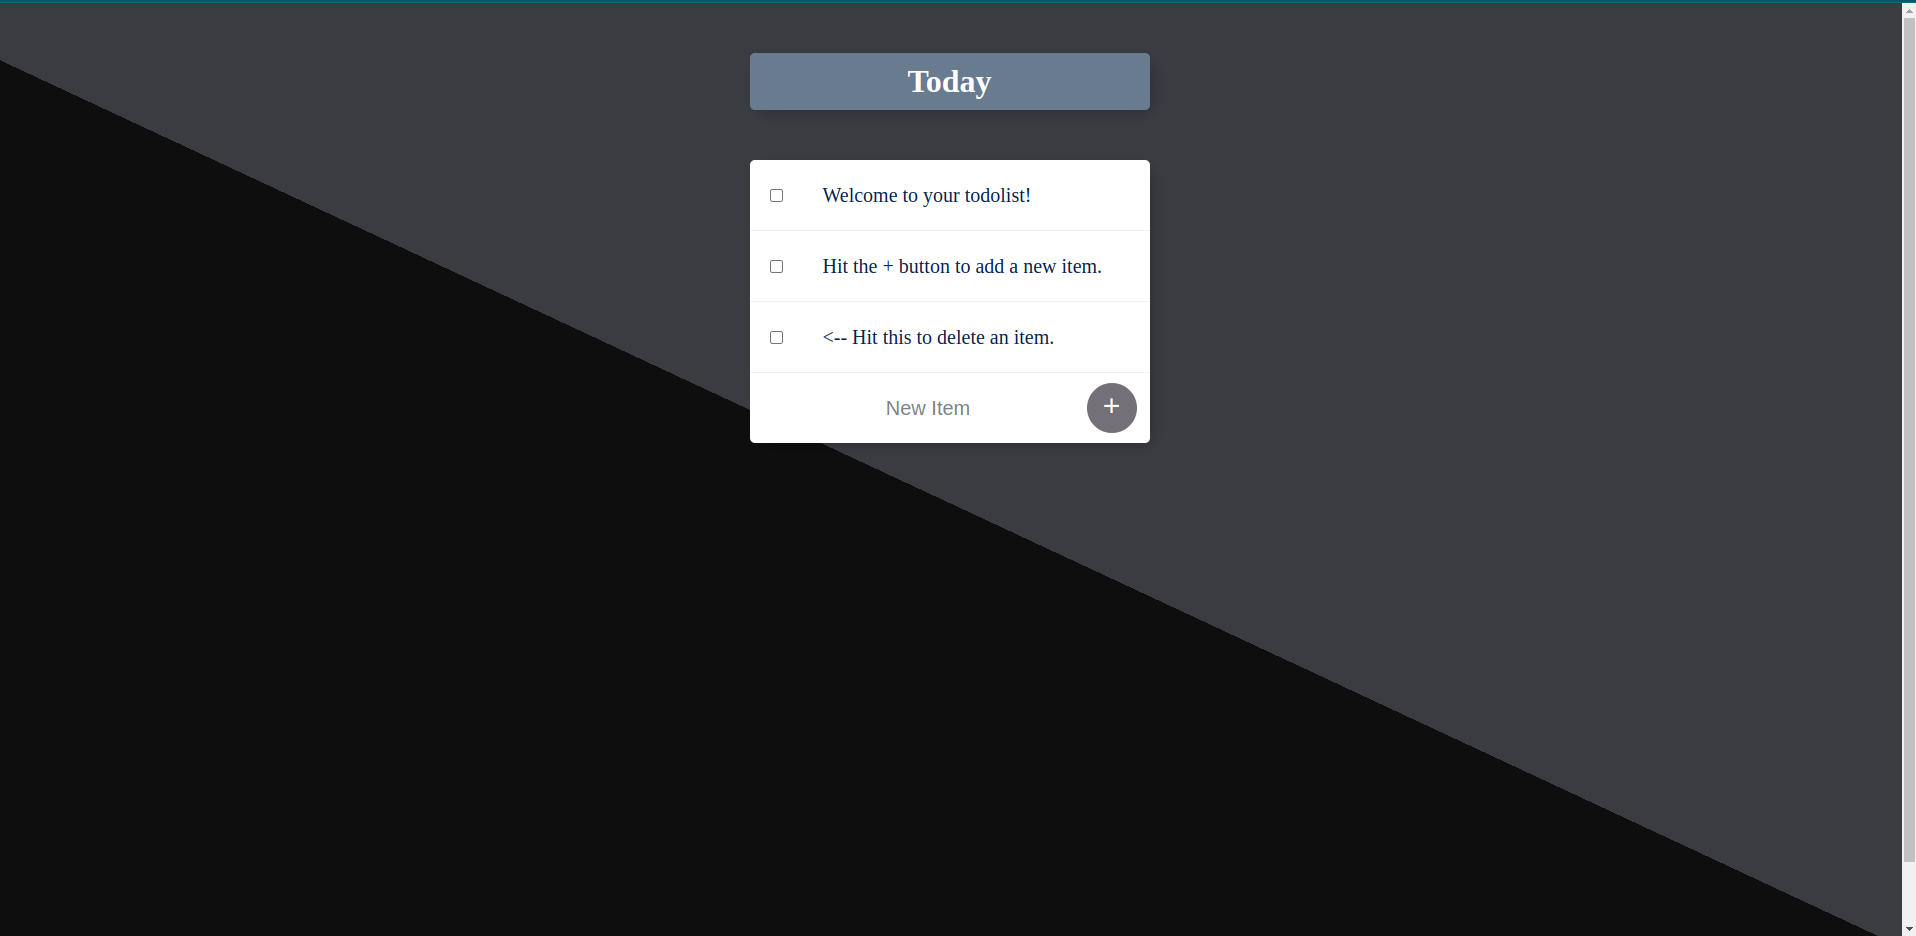 Today
Welcome to your todolist!
Hit the + button to add a new item.
<-- Hit this to delete an item.
New Item +